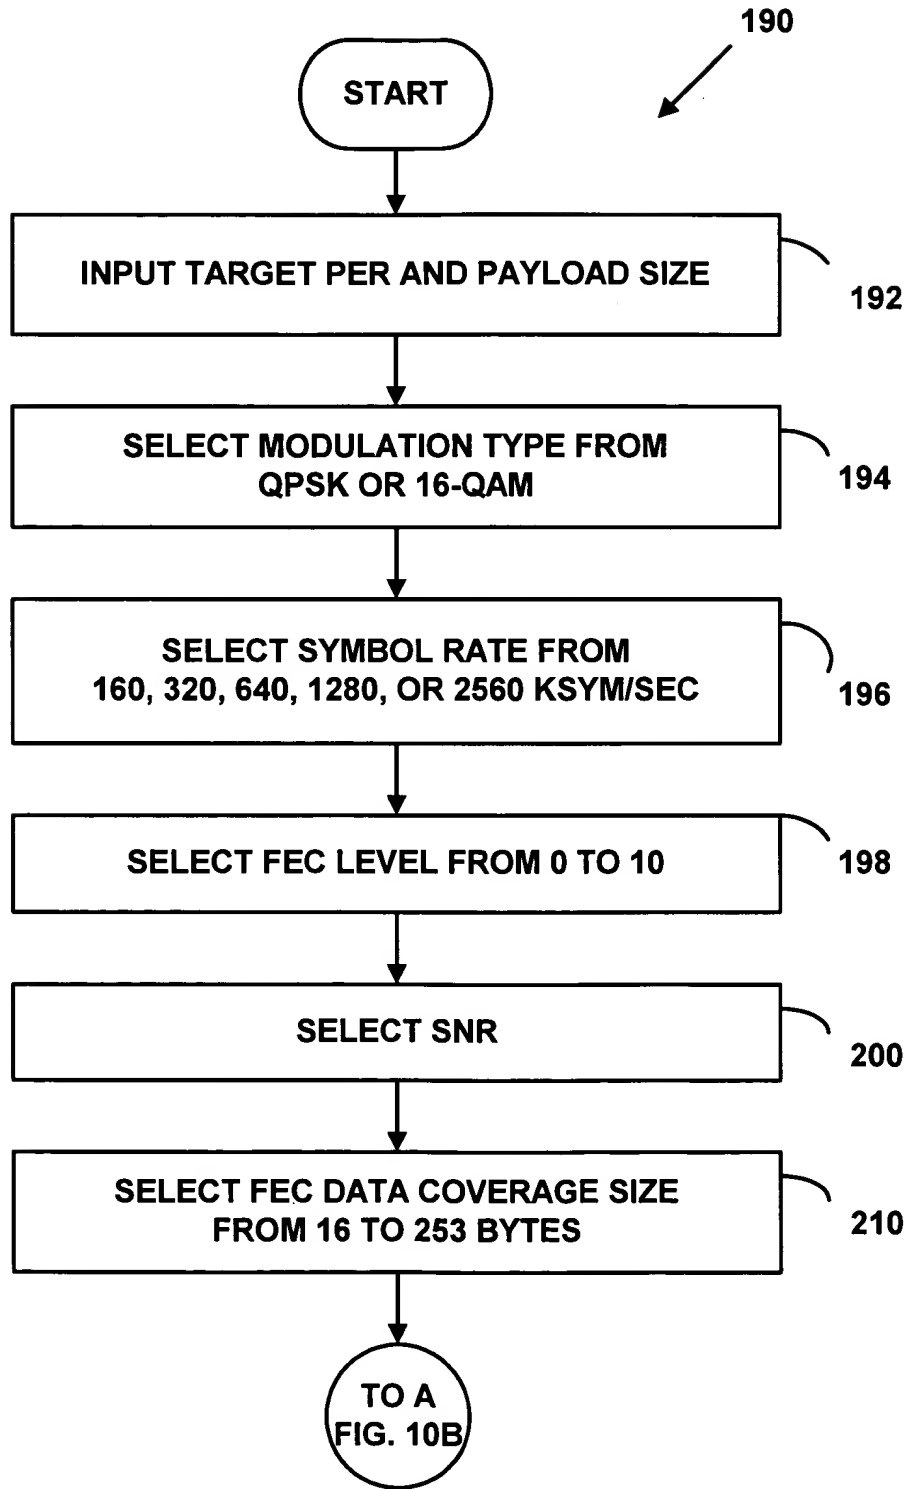 190
START
INPUT TARGET PER AND PAYLOAD SIZE
192
SELECT MODULATION TYPE FROM
QPSK OR 16-QAM
194
SELECT SYMBOL RATE FROM
160, 320, 640, 1280, OR 2560 KSYM/SEC
196
SELECT FEC LEVEL FROM 0 TO 10
198
SELECT SNR
200
SELECT FEC DATA COVERAGE SIZE
FROM 16 TO 253 BYTES
210
TO A
FIG. 10B